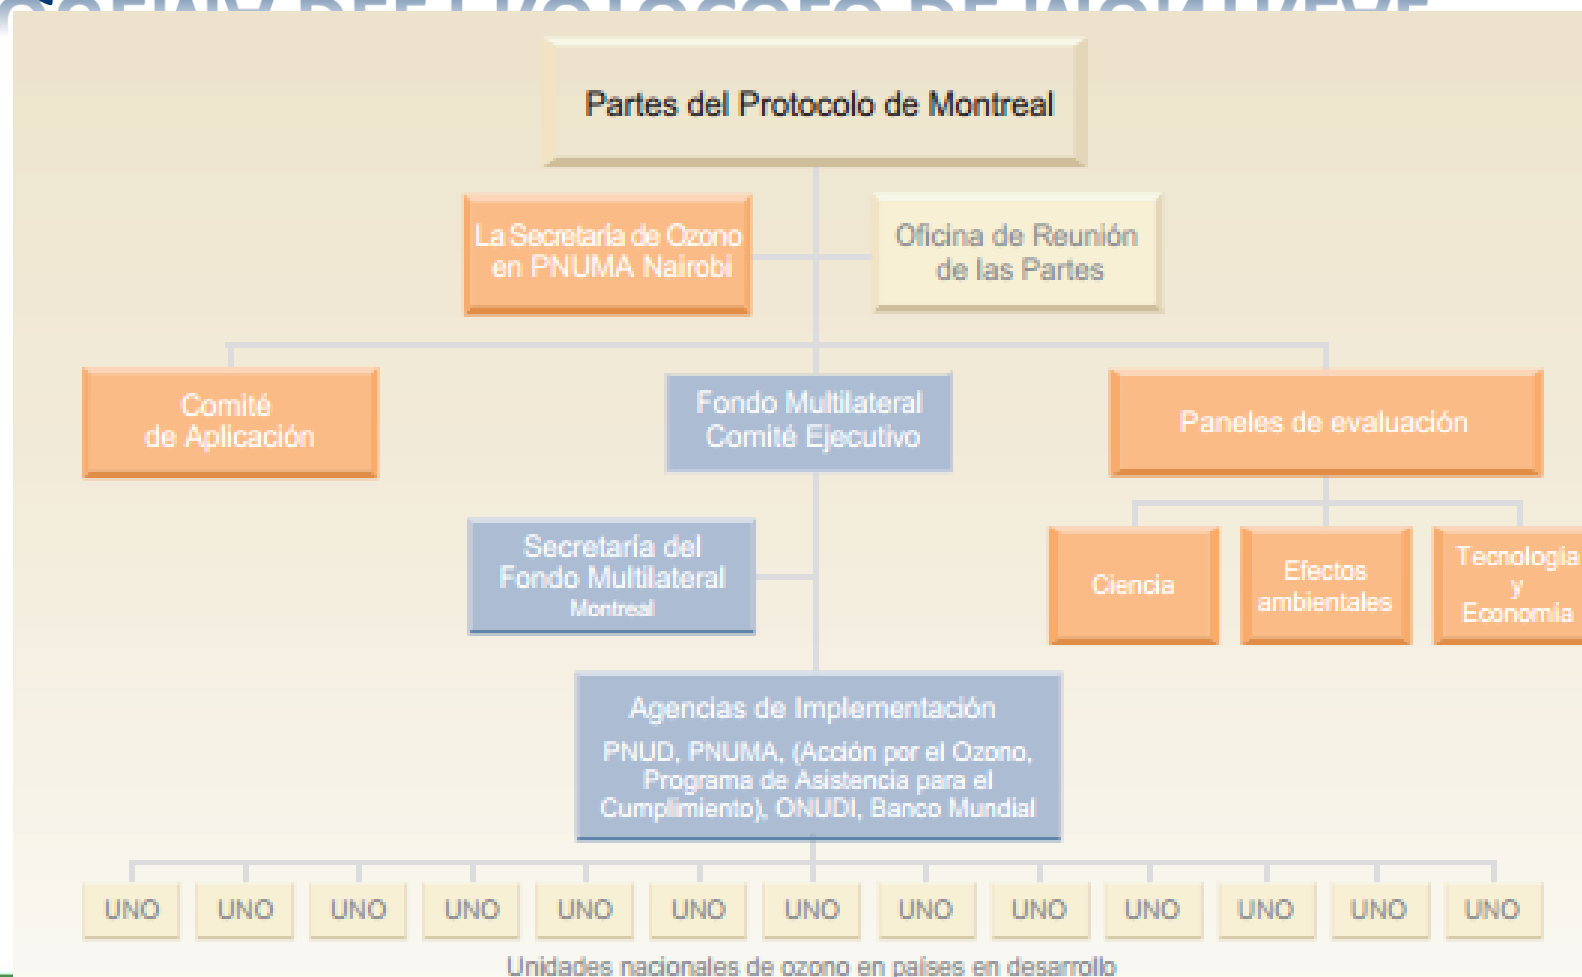 Partes del Protocolo de Montreal
La Secretaría de Ozono
en PNUMA Nairobi
Oficina de Reunión
de las Partes
Comité
de Aplicación
Fondo Multilateral
Comité Ejecutivo
Paneles de evaluación
Secretaría del
Fondo Multilateral
Montreal
Ciencia
Efectos
ambientales
Tecnología
y
Economía
Agencias de Implementación
PNUD, PNUMA, (Acción por el Ozono,
Programa de Asistencia para el
Cumplimiento), ONUDI, Banco Mundial
UNO UNO UNO UNO UNO UNO UNO UNO UNO UNO UNO UNO UNO
Unidades nacionales de ozono en países en desarrollo